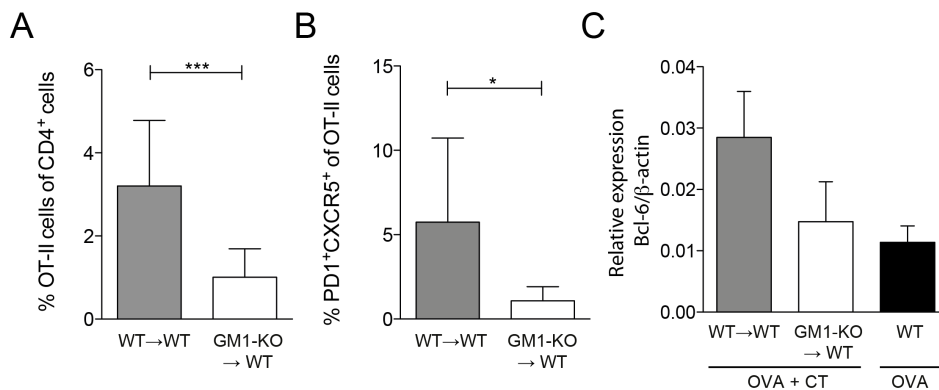 A
% OT-II cells of CD4⁺ cells
6
4
2
0
***
WT→WT
GM1-KO
→ WT
B
% PD1⁺CXCR5⁺ of OT-II cells
15
10
5
0
*
WT→WT
GM1-KO
→ WT
C
Relative expression
Bcl-6/β-actin
0.04
0.03
0.02
0.01
0.00
WT→WT
GM1-KO
→ WT
WT
OVA + CT
OVA